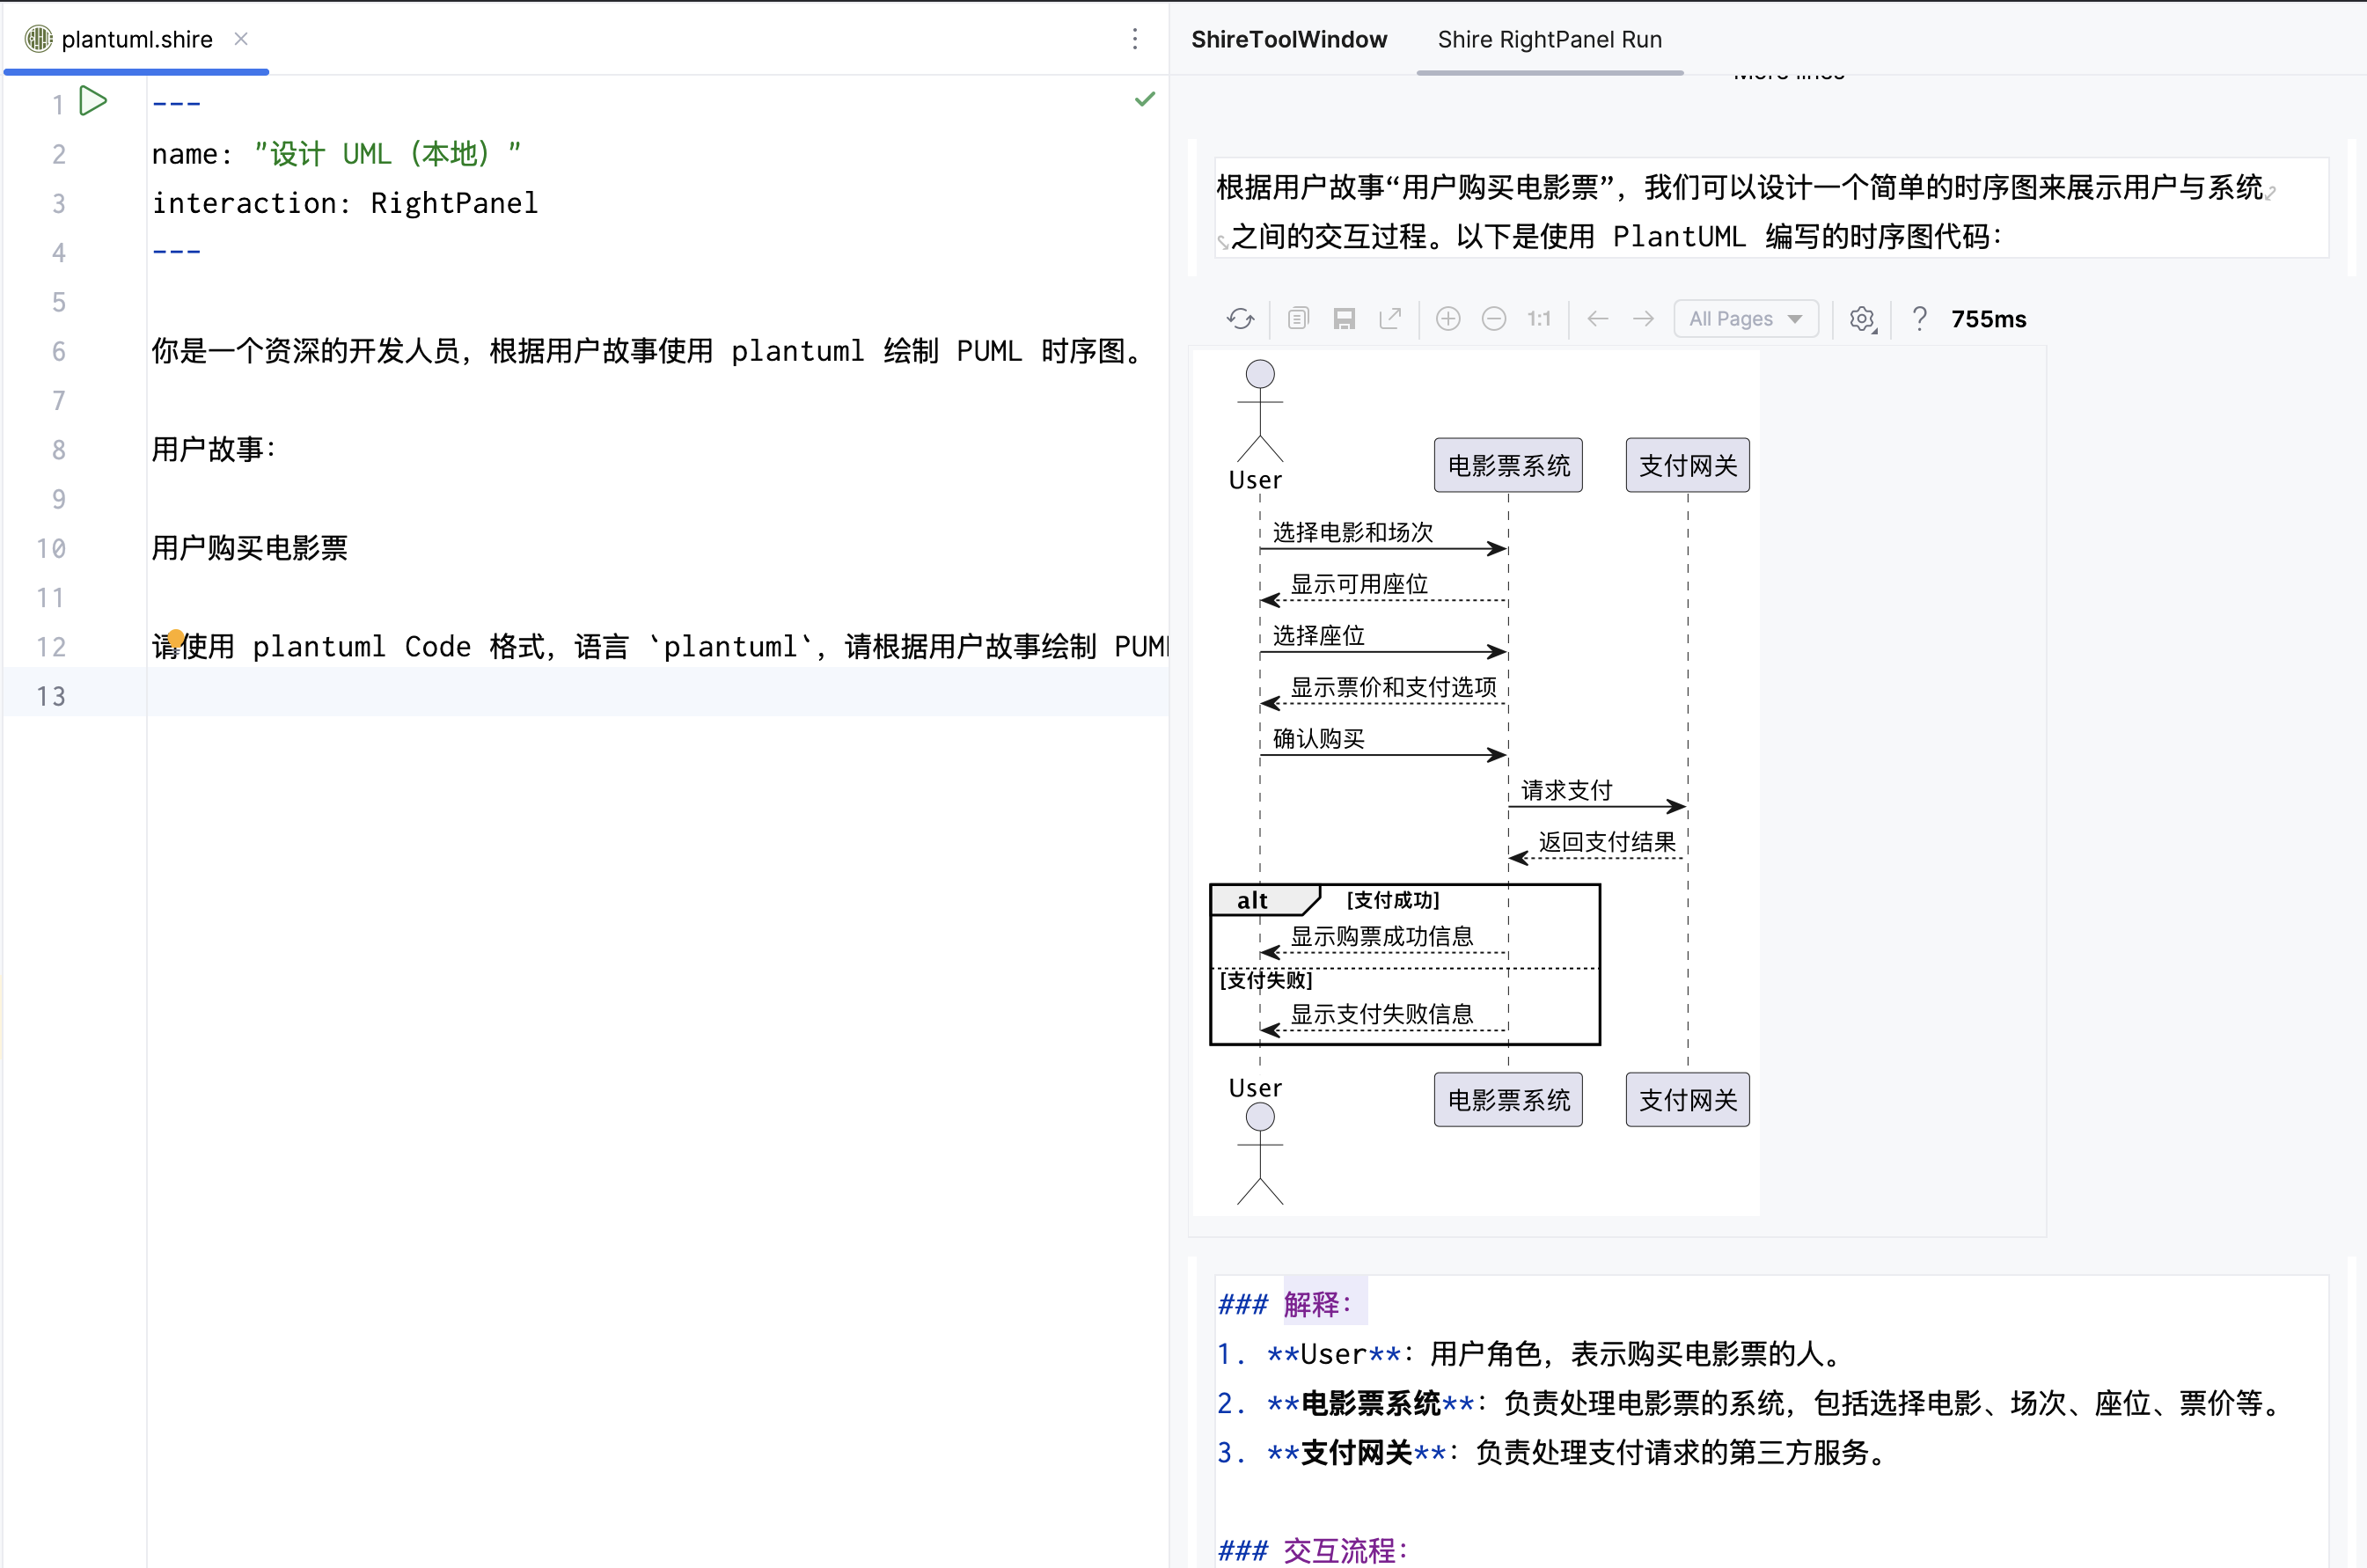 plantuml.shire
1 ---
2 name: "设计 UML（本地）"
3 interaction: RightPanel
4 ---
5
6 你是一个资深的开发人员，根据用户故事使用 plantuml 绘制 PUML 时序图。
7
8 用户故事：
9
10 用户购买电影票
11
12 请使用 plantuml Code 格式，语言 `plantuml`，请根据用户故事绘制 PUM
13
ShireToolWindow Shire RightPanel Run
More lines
根据用户故事“用户购买电影票”，我们可以设计一个简单的时序图来展示用户与系统
之间的交互过程。以下是使用 PlantUML 编写的时序图代码：
1:1 All Pages ? 755ms
User 电影票系统 支付网关
选择电影和场次
显示可用座位
选择座位
显示票价和支付选项
确认购买
请求支付
返回支付结果
alt [支付成功]
显示购票成功信息
[支付失败]
显示支付失败信息
User 电影票系统 支付网关
### 解释：
1. **User**：用户角色，表示购买电影票的人。
2. **电影票系统**：负责处理电影票的系统，包括选择电影、场次、座位、票价等。
3. **支付网关**：负责处理支付请求的第三方服务。
### 交互流程：